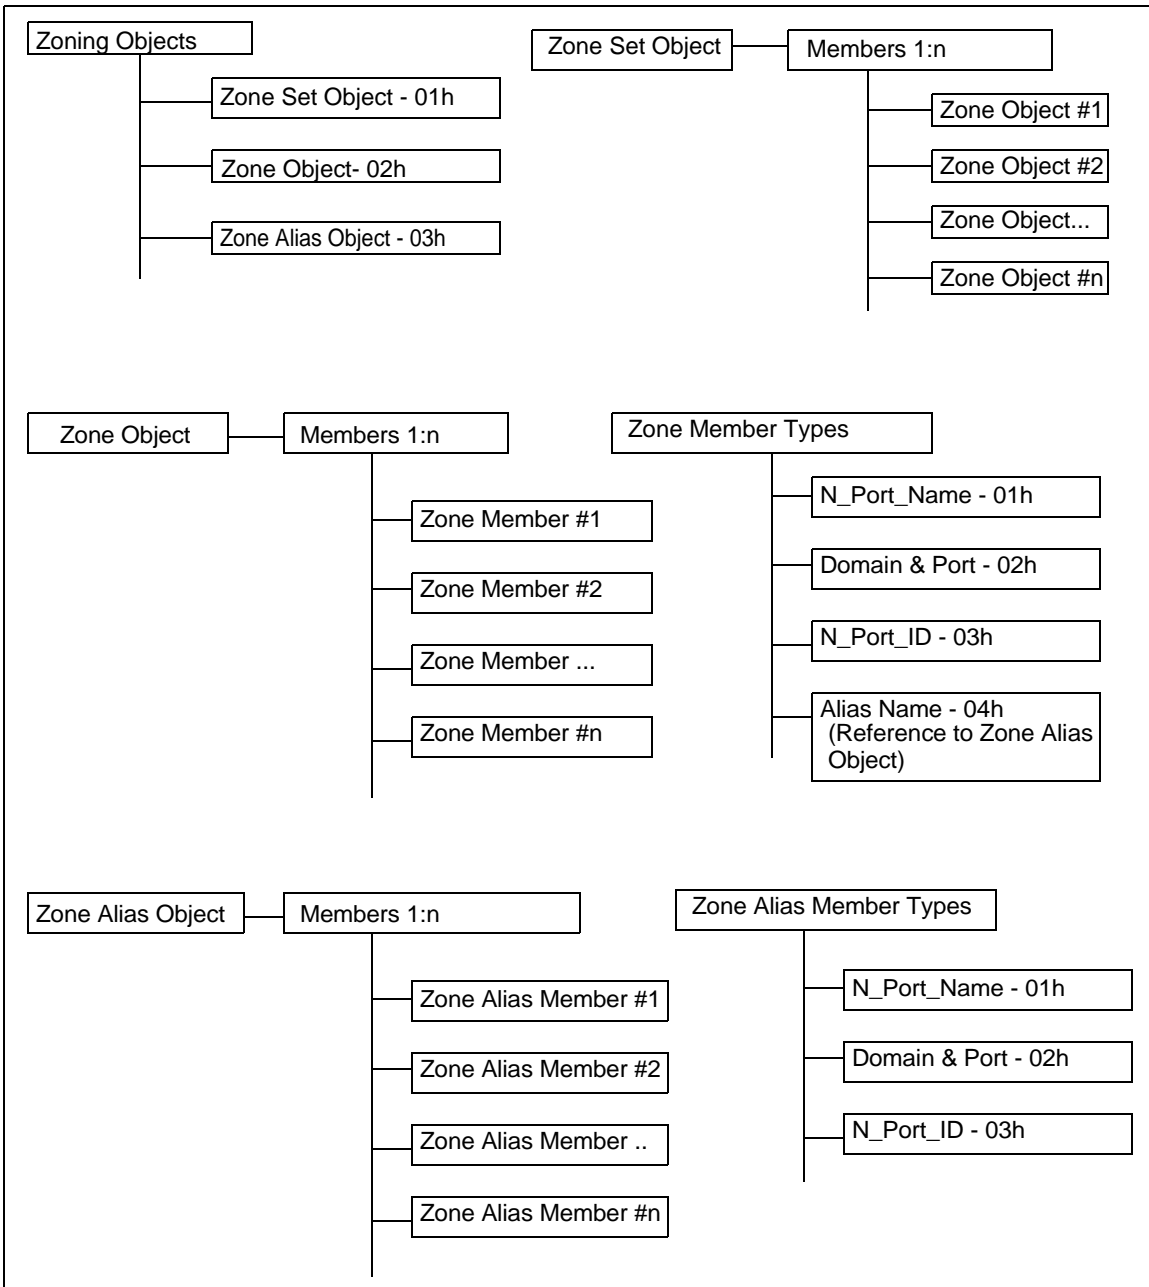 Zoning Objects
Zone Set Object - 01h
Zone Object- 02h
Zone Alias Object - 03h
Zone Set Object
Members 1:n
Zone Object #1
Zone Object #2
Zone Object...
Zone Object #n
Zone Object
Members 1:n
Zone Member #1
Zone Member #2
Zone Member ...
Zone Member #n
Zone Member Types
N_Port_Name - 01h
Domain & Port - 02h
N_Port_ID - 03h
Alias Name - 04h
(Reference to Zone Alias
Object)
Zone Alias Object
Members 1:n
Zone Alias Member #1
Zone Alias Member #2
Zone Alias Member ..
Zone Alias Member #n
Zone Alias Member Types
N_Port_Name - 01h
Domain & Port - 02h
N_Port_ID - 03h